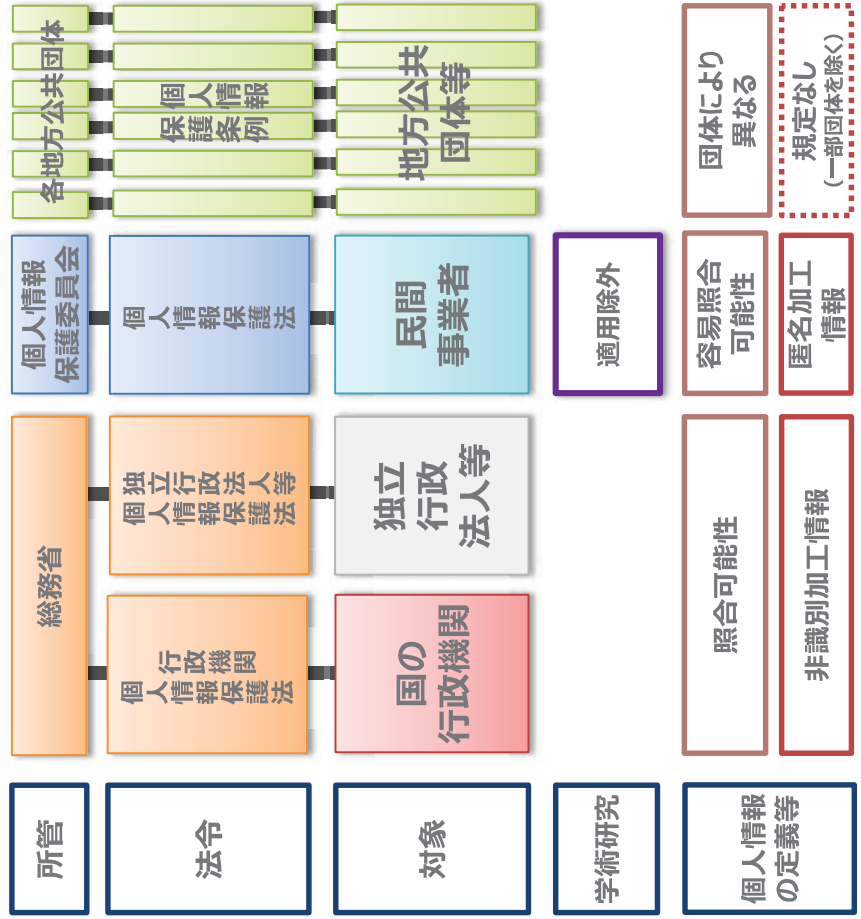 所管
総務省
個人情報
保護委員会
各地方公共団体
法令
行政機関
個人情報保護法
独立行政法人等
個人情報保護法
個人情報保護法
個人情報
保護条例
対象
国の
行政機関
独立
行政
法人等
民間
事業者
地方公共
団体等
学術研究
適用除外
個人情報
の定義等
照合可能性
容易照合
可能性
団体により
異なる
非識別加工情報
匿名加工
情報
規定なし
(一部団体を除く)